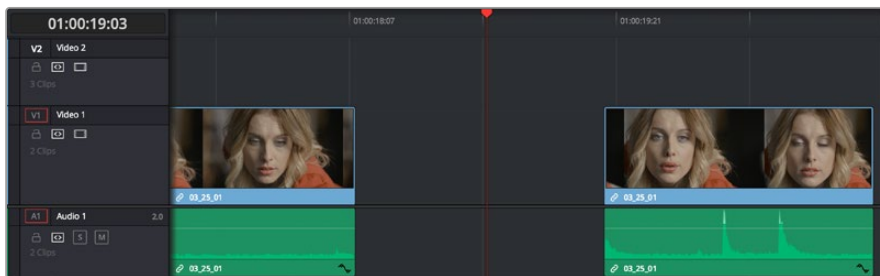 01:00:19:03
01:00:18:07
01:00:19:21
V2 Video 2
3 Clips
V1 Video 1
2 Clips
03_25_01
03_25_01
A1 Audio 1 2.0
S M
2 Clips
03_25_01
03_25_01